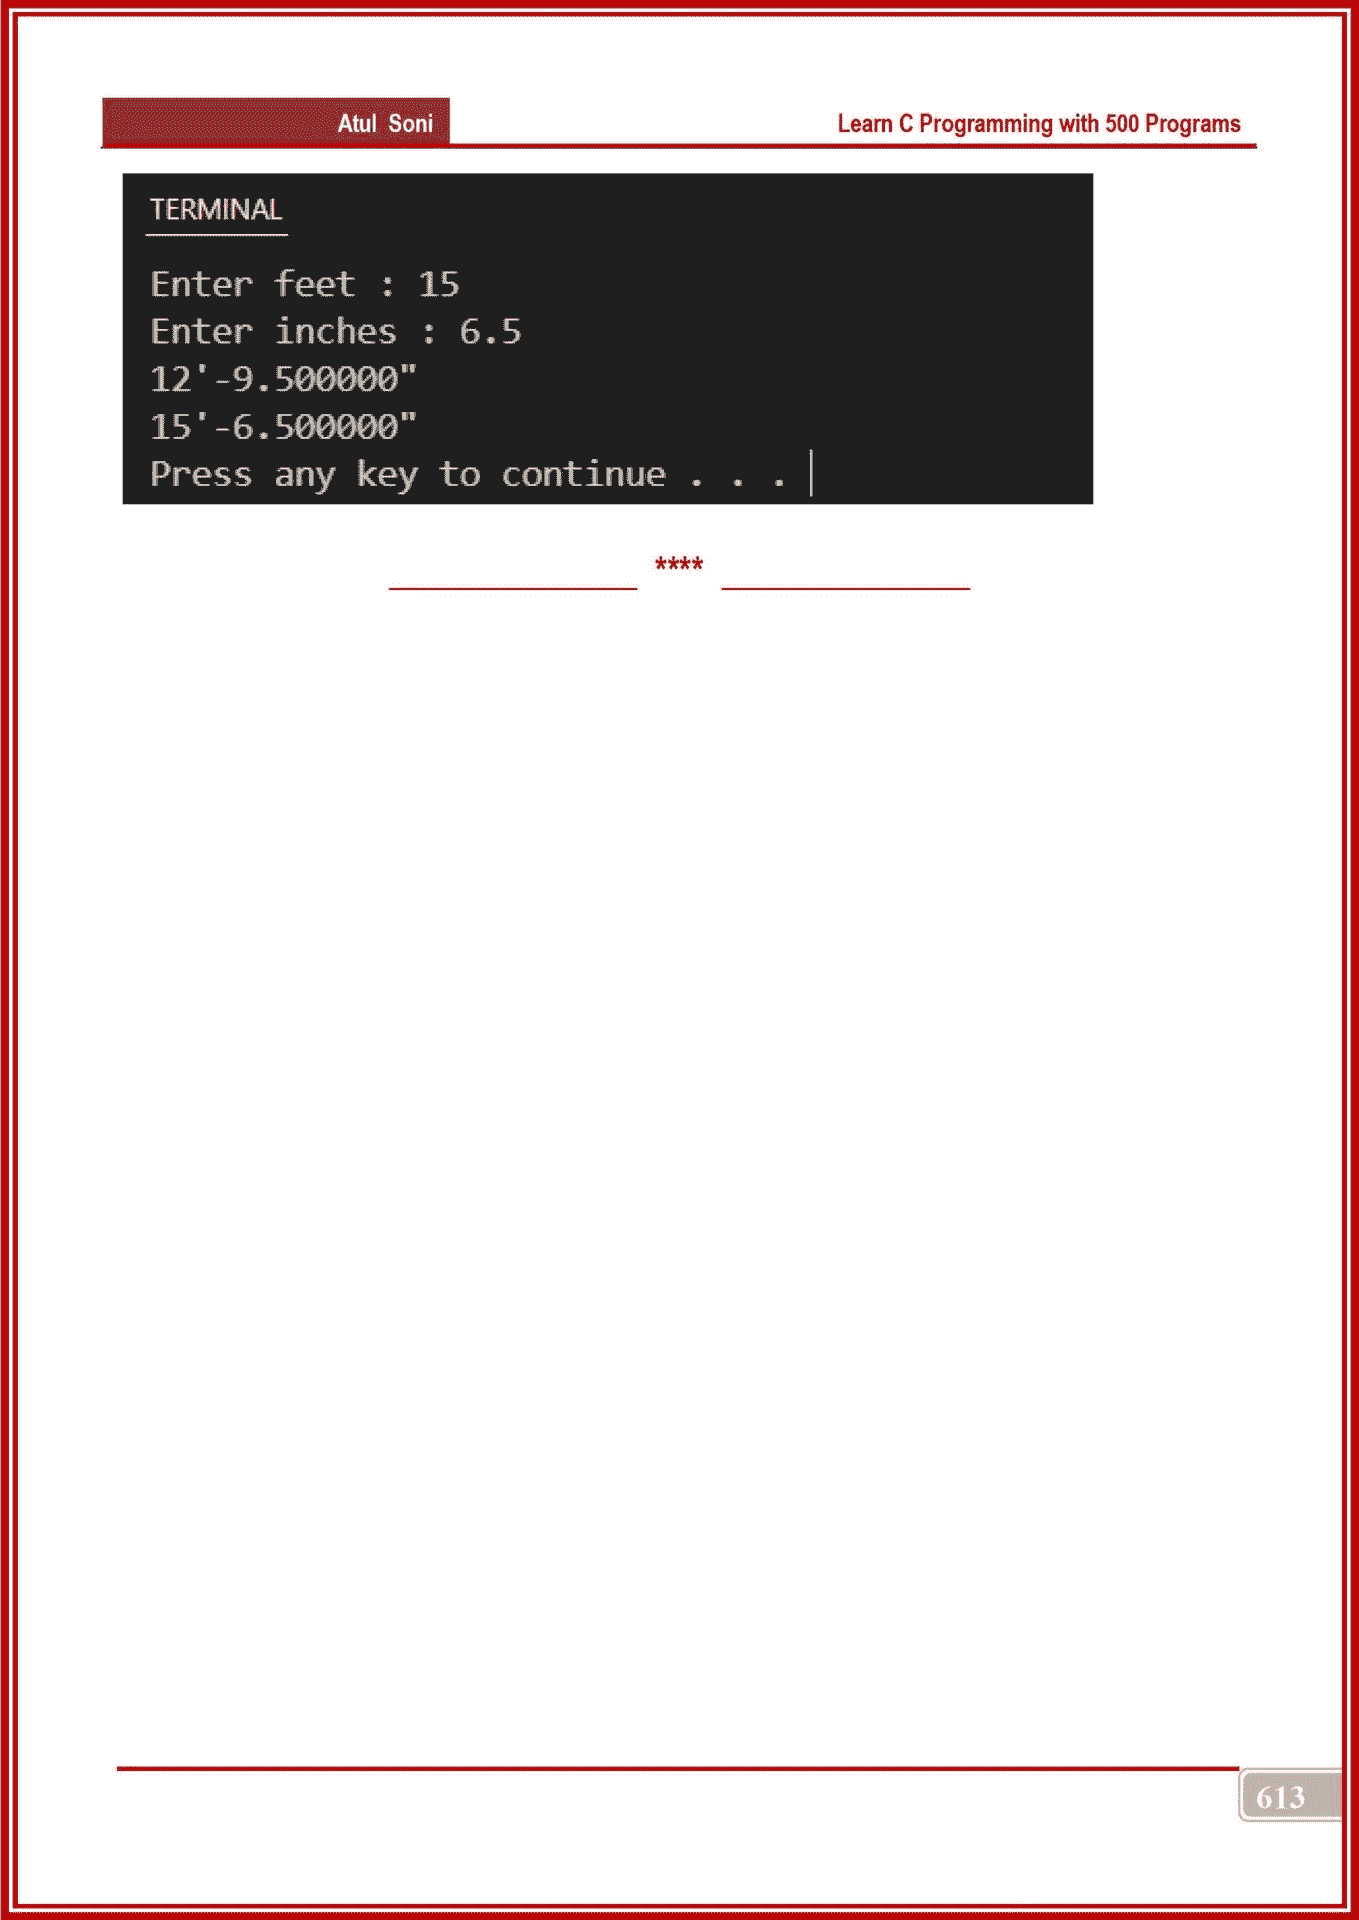 Atul Soni
Learn C Programming with 500 Programs
TERMINAL
Enter feet : 15
Enter inches : 6.5
12'-9.500000"
15'-6.500000"
Press any key to continue . . .
****
613